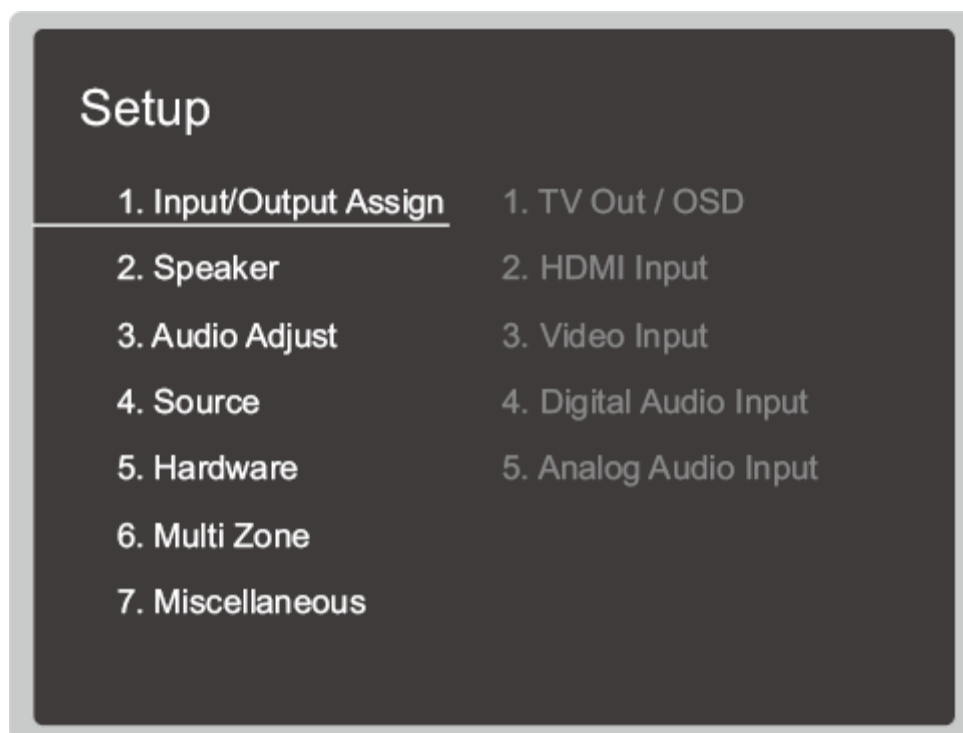 Setup
1. Input/Output Assign
2. Speaker
3. Audio Adjust
4. Source
5. Hardware
6. Multi Zone
7. Miscellaneous
1. TV Out / OSD
2. HDMI Input
3. Video Input
4. Digital Audio Input
5. Analog Audio Input